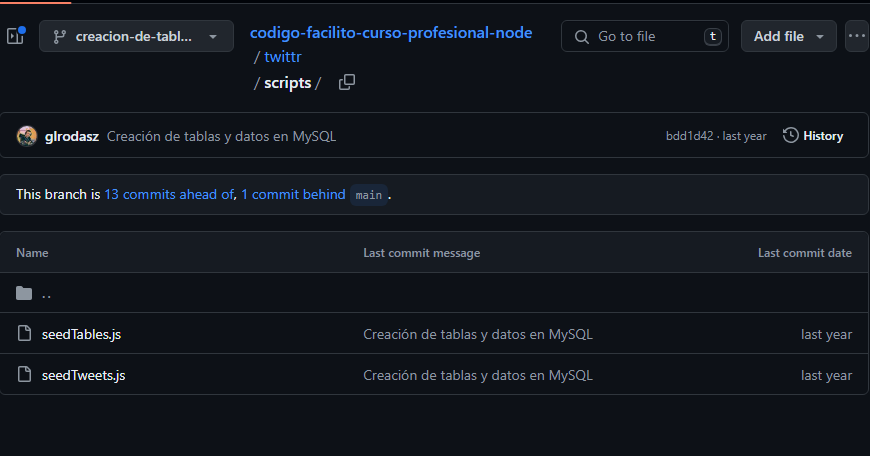 creacion-de-tabl...
codigo-facilito-curso-profesional-node
/ twittr
/ scripts /
Go to file
t
Add file
glrodasz Creación de tablas y datos en MySQL
bdd1d42 · last year
History
This branch is 13 commits ahead of, 1 commit behind main.
Name Last commit message Last commit date
..
seedTables.js Creación de tablas y datos en MySQL last year
seedTweets.js Creación de tablas y datos en MySQL last year